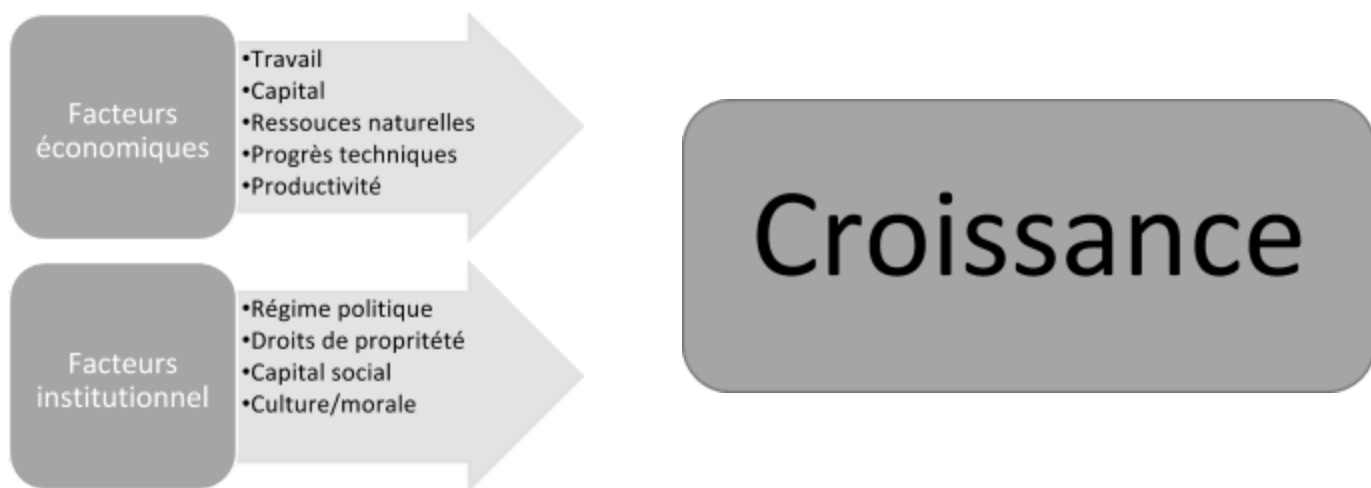 Facteurs
économiques
•Travail
•Capital
•Ressouces naturelles
•Progrès techniques
•Productivité
Facteurs
institutionnel
•Régime politique
•Droits de propritété
•Capital social
•Culture/morale
Croissance